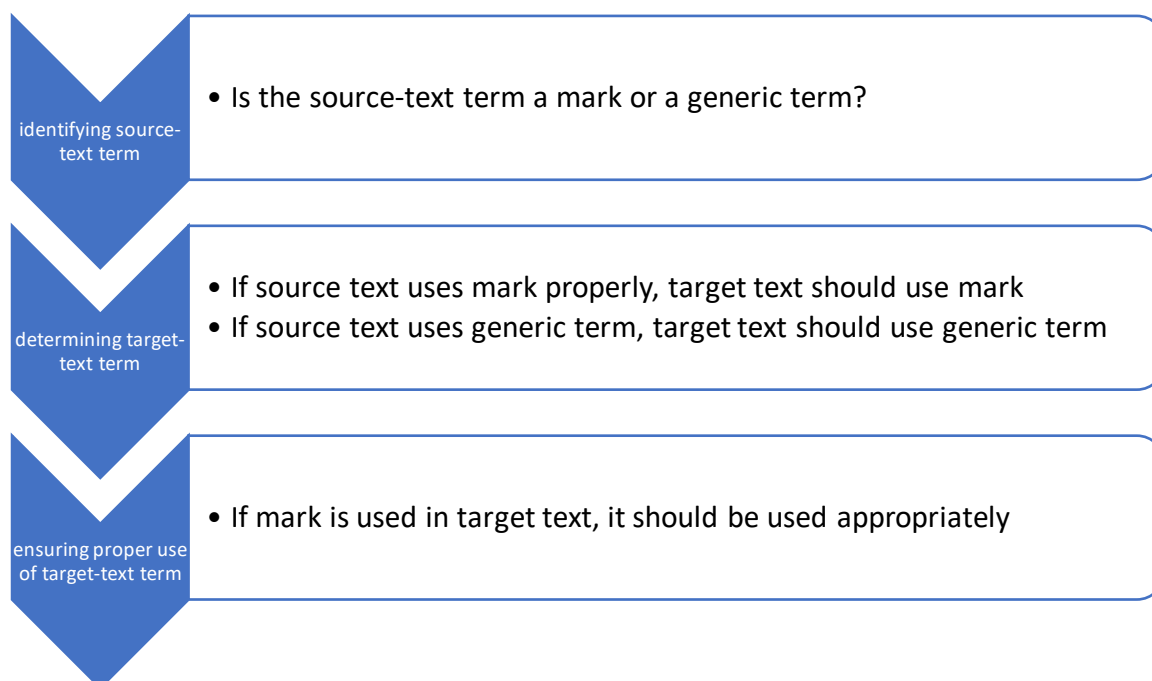 identifying source-
text term
• Is the source-text term a mark or a generic term?
determining target-
text term
• If source text uses mark properly, target text should use mark
• If source text uses generic term, target text should use generic term
ensuring proper use
of target-text term
• If mark is used in target text, it should be used appropriately